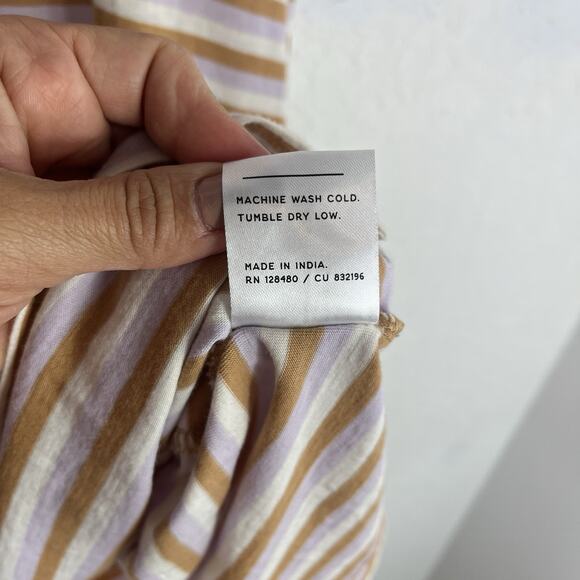 MACHINE WASH COLD.
TUMBLE DRY LOW.
MADE IN INDIA.
RN 128480 / CU 832196